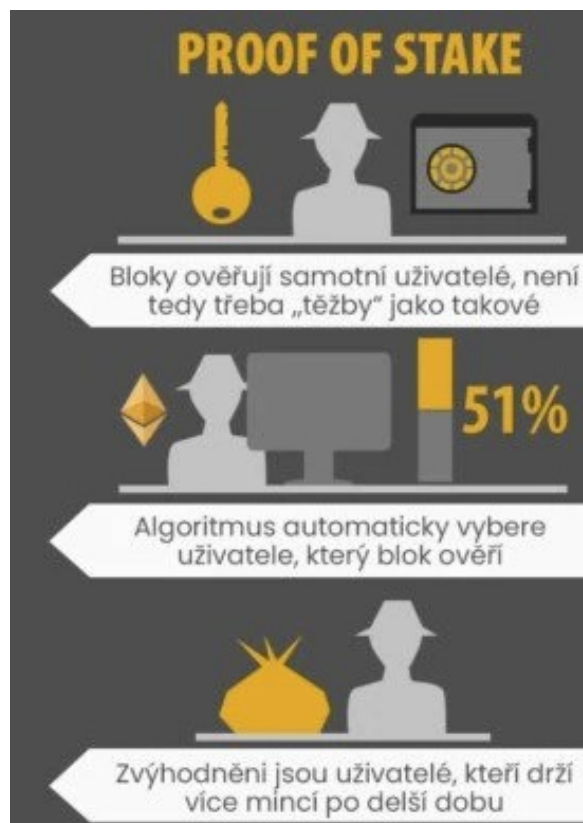 PROOF OF STAKE
Bloky ověřují samotní uživatelé, není
tedy třeba „těžby“ jako takové
51%
Algoritmus automaticky vybere
uživatele, který blok ověří
Zvýhodněni jsou uživatelé, kteří drží
více mincí po delší dobu